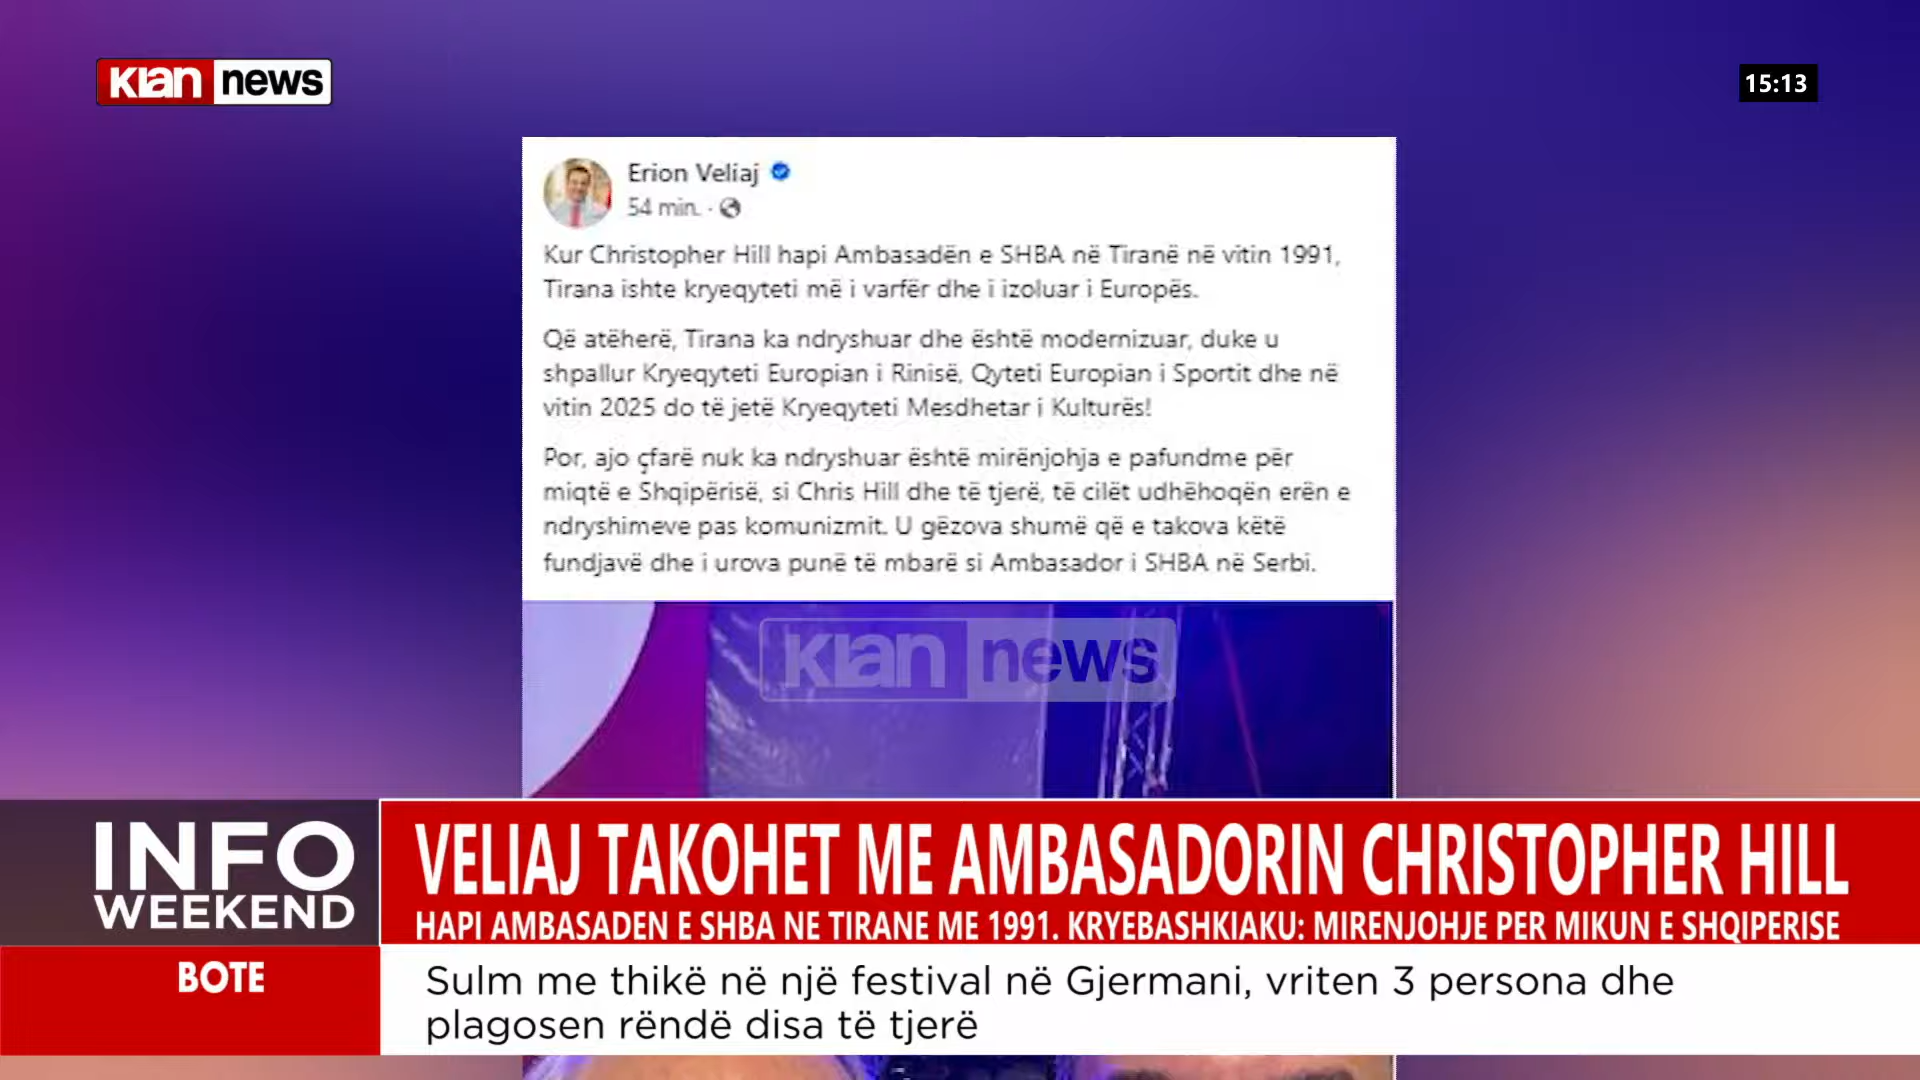 Klan news
15:13
Erion Veliaj
54 min. ·
Kur Christopher Hill hapi Ambasadën e SHBA në Tiranë në vitin 1991,
Tirana ishte kryeqyteti më i varfër dhe i izoluar i Europës.
Që atëherë, Tirana ka ndryshuar dhe është modernizuar, duke u
shpallur Kryeqyteti Europian i Rinisë, Qyteti Europian i Sportit dhe në
vitin 2025 do të jetë Kryeqyteti Mesdhetar i Kulturës!
Por, ajo çfarë nuk ka ndryshuar është mirënjohja e pafundme për
miqtë e Shqipërisë, si Chris Hill dhe të tjerë, të cilët udhëhoqën erën e
ndryshimeve pas komunizmit. U gëzova shumë që e takova këtë
fundjavë dhe i urova punë të mbarë si Ambasador i SHBA në Serbi.
Klan news
INFO
WEEKEND
VELIAJ TAKOHET ME AMBASADORIN CHRISTOPHER HILL
HAPI AMBASADEN E SHBA NE TIRANE ME 1991. KRYEBASHKIAKU: MIRENJOHJE PER MIKUN E SHQIPERISE
BOTE
Sulm me thikë në një festival në Gjermani, vriten 3 persona dhe
plagosen rëndë disa të tjerë